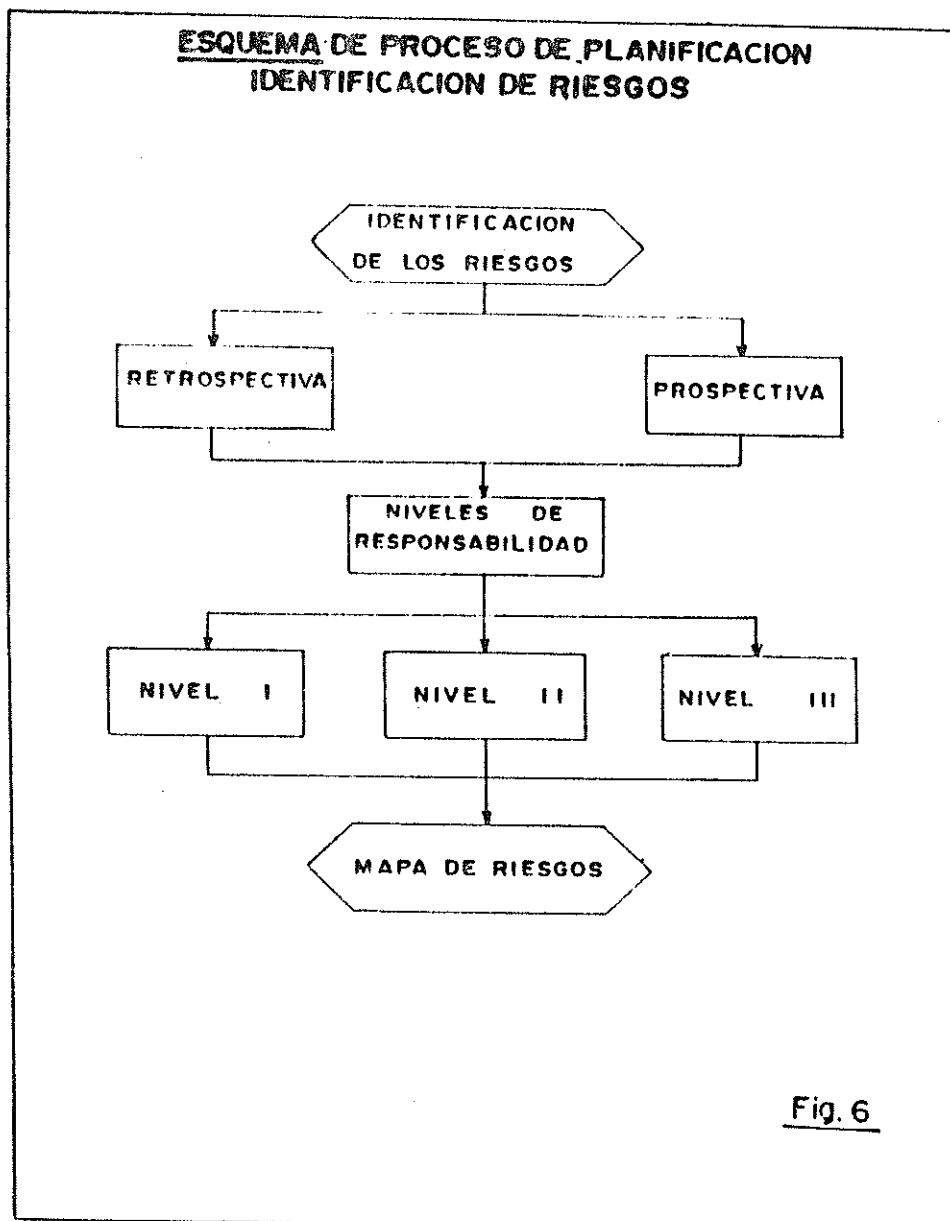 ESQUEMA DE PROCESO DE PLANIFICACION
IDENTIFICACION DE RIESGOS
IDENTIFICACION
DE LOS RIESGOS
RETROSPECTIVA
PROSPECTIVA
NIVELES DE
RESPONSABILIDAD
NIVEL I
NIVEL II
NIVEL III
MAPA DE RIESGOS
Fig. 6